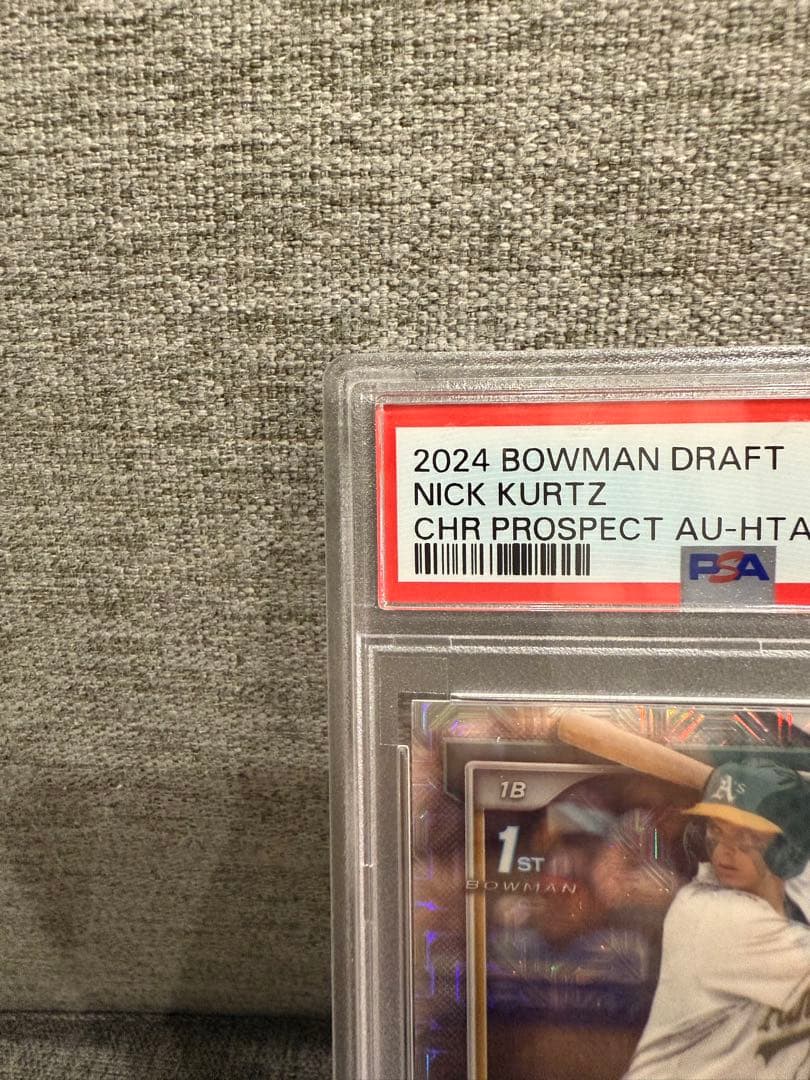 2024 BOWMAN DRAFT
NICK KURTZ
CHR PROSPECT AU-HTA
PSA
1B
1ST
BOWMAN
A's